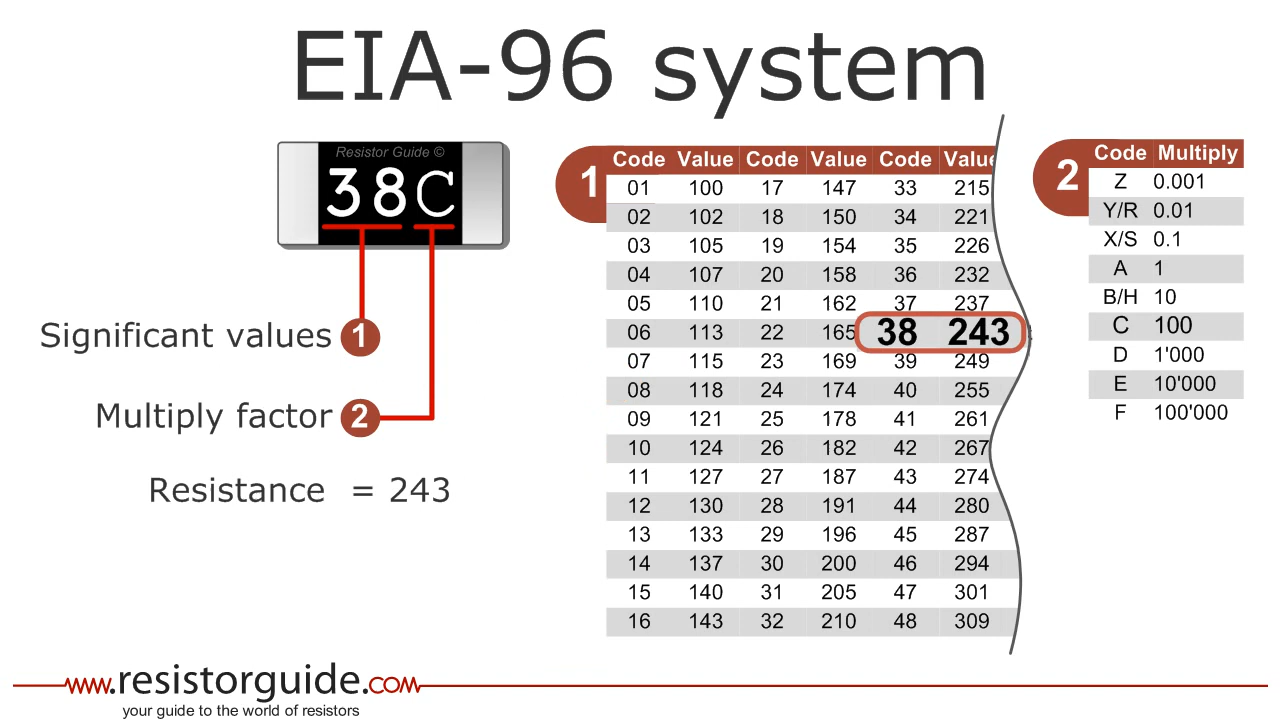 EIA-96 system
Resistor Guide ©
38C
Significant values 1
Multiply factor 2
Resistance = 243
1
Code Value Code Value Code Value
01 100 17 147 33 215
02 102 18 150 34 221
03 105 19 154 35 226
04 107 20 158 36 232
05 110 21 162 37 237
06 113 22 165 38 243
07 115 23 169 39 249
08 118 24 174 40 255
09 121 25 178 41 261
10 124 26 182 42 267
11 127 27 187 43 274
12 130 28 191 44 280
13 133 29 196 45 287
14 137 30 200 46 294
15 140 31 205 47 301
16 143 32 210 48 309
2
Code Multiply
Z 0.001
Y/R 0.01
X/S 0.1
A 1
B/H 10
C 100
D 1'000
E 10'000
F 100'000
www.resistorguide.com
your guide to the world of resistors